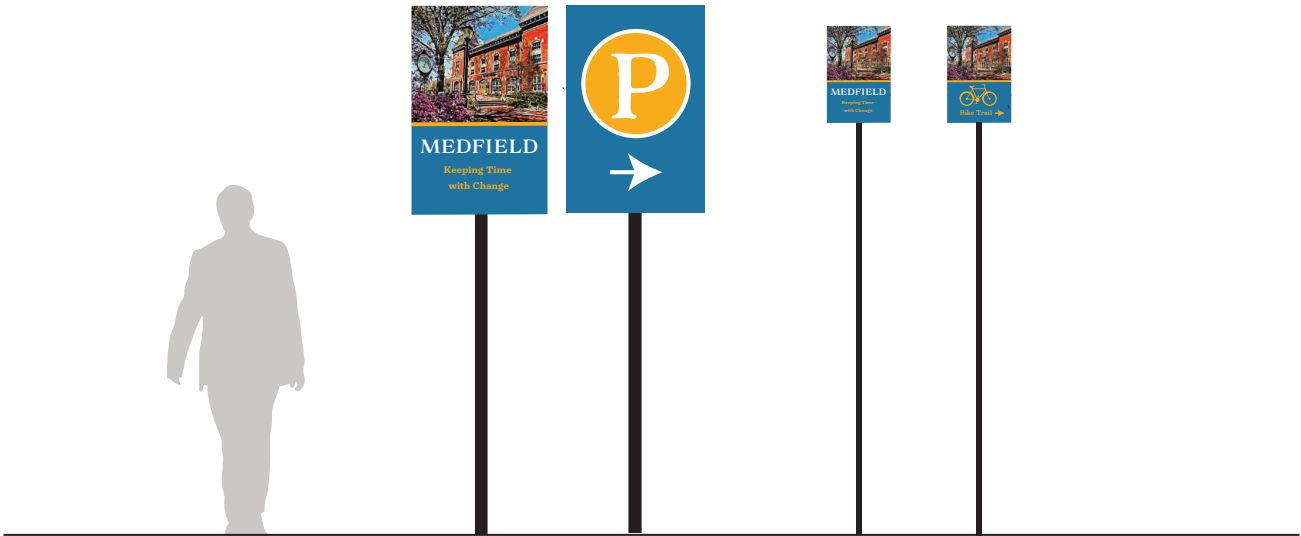 MEDFIELD
Keeping Time
with Change
P
MEDFIELD
Keeping Time
with Change
Bike Trail